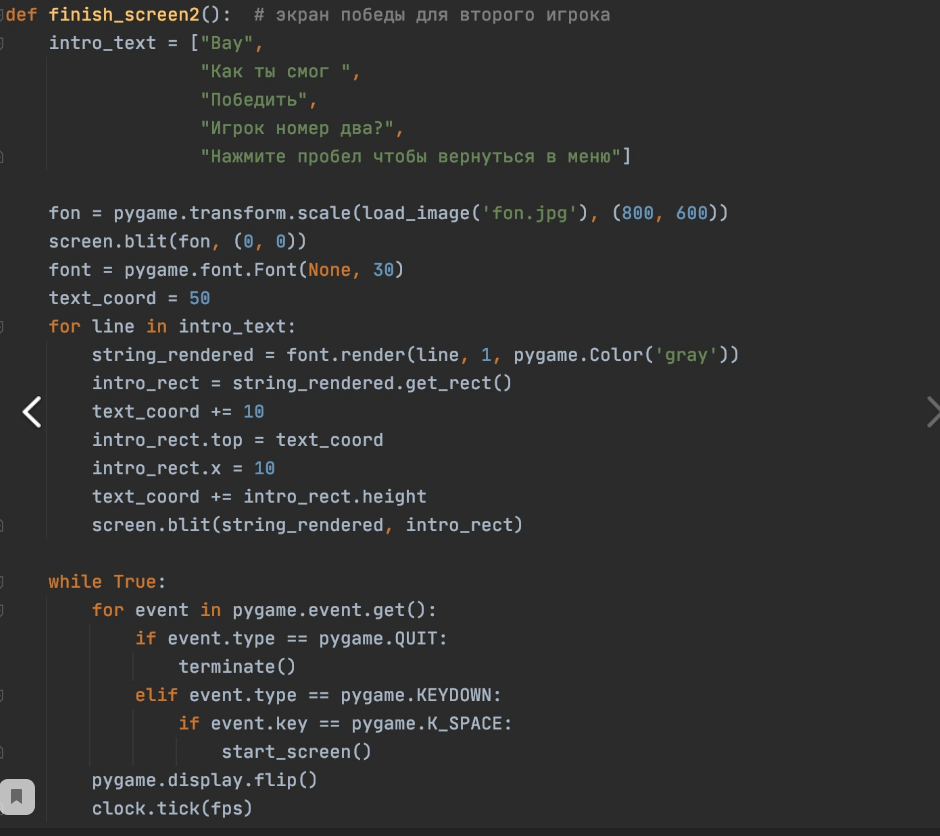 def finish_screen2():  # экран победы для второго игрока
    intro_text = ["Вау",
                  "Как ты смог ",
                  "Победить",
                  "Игрок номер два?",
                  "Нажмите пробел чтобы вернуться в меню"]

    fon = pygame.transform.scale(load_image('fon.jpg'), (800, 600))
    screen.blit(fon, (0, 0))
    font = pygame.font.Font(None, 30)
    text_coord = 50
    for line in intro_text:
        string_rendered = font.render(line, 1, pygame.Color('gray'))
        intro_rect = string_rendered.get_rect()
        text_coord += 10
        intro_rect.top = text_coord
        intro_rect.x = 10
        text_coord += intro_rect.height
        screen.blit(string_rendered, intro_rect)

    while True:
        for event in pygame.event.get():
            if event.type == pygame.QUIT:
                terminate()
            elif event.type == pygame.KEYDOWN:
                if event.key == pygame.K_SPACE:
                    start_screen()
        pygame.display.flip()
        clock.tick(fps)